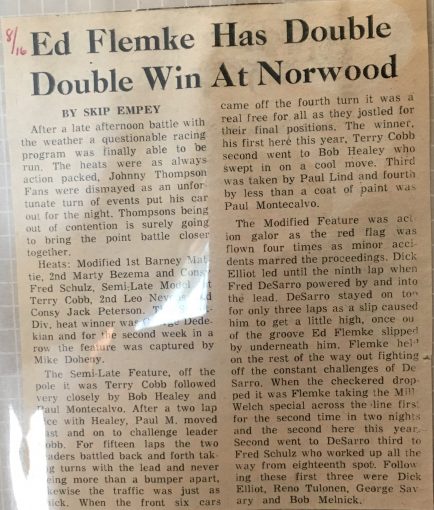 8/16
Ed Flemke Has Double
Double Win At Norwood
BY SKIP EMPEY
After a late afternoon battle with
the weather a questionable racing
program was finally able to be
run. The heats were as always
action packed, Johnny Thompson
Fans were dismayed as an unfor-
tunate turn of events put his car
out for the night. Thompsons being
out of contention is surely going
to bring the point battle closer
together.
Heats: Modified 1st Barney Mat-
tie, 2nd Marty Bezema and Consy
Fred Schulz, Semi-Late Model
Terry Cobb, 2nd Leo
Consy Jack Peterson.
Div. heat winner was Dede-
kian and for the second week in a
row the feature was captured by
Mike Doheny.
The Semi-Late Feature, off the
pole it was Terry Cobb followed
very closely by Bob Healey and
Paul Montecalvo. After a two lap
with Healey, Paul M. moved
and on to challenge leader
For fifteen laps the two
battled back and forth tak-
turns with the lead and never
more than a bumper apart,
the traffic was just as
When the front six cars
came off the fourth turn it was a
real free for all as they jostled for
their final positions. The winner,
his first here this year, Terry Cobb
second went to Bob Healey who
swept in on a cool move. Third
was taken by Paul Lind and fourth
by less than a coat of paint was
Paul Montecalvo.
The Modified Feature was act
ion galor as the red flag was
flown four times as minor acci-
dents marred the proceedings. Dick
Elliot led until the ninth lap when
Fred DeSarro powered by and into
the lead. DeSarro stayed on top
for only three laps as a slip caused
him to get a little high, once out
of the groove Ed Flemke slipped
by underneath him. Flemke held
on the rest of the way out fighting
off the constant challenges of De
Sarro. When the checkered drop-
ped it was Flemke taking the
Welch special across the line first
for the second time in two nights
and the second here this year.
Second went to DeSarro third to
Fred Schulz who worked up all the
way from eighteenth spot. Follow
ing these first three were Dick
Elliot, Reno Tulonen, George Sav
ary and Bob Melnick.